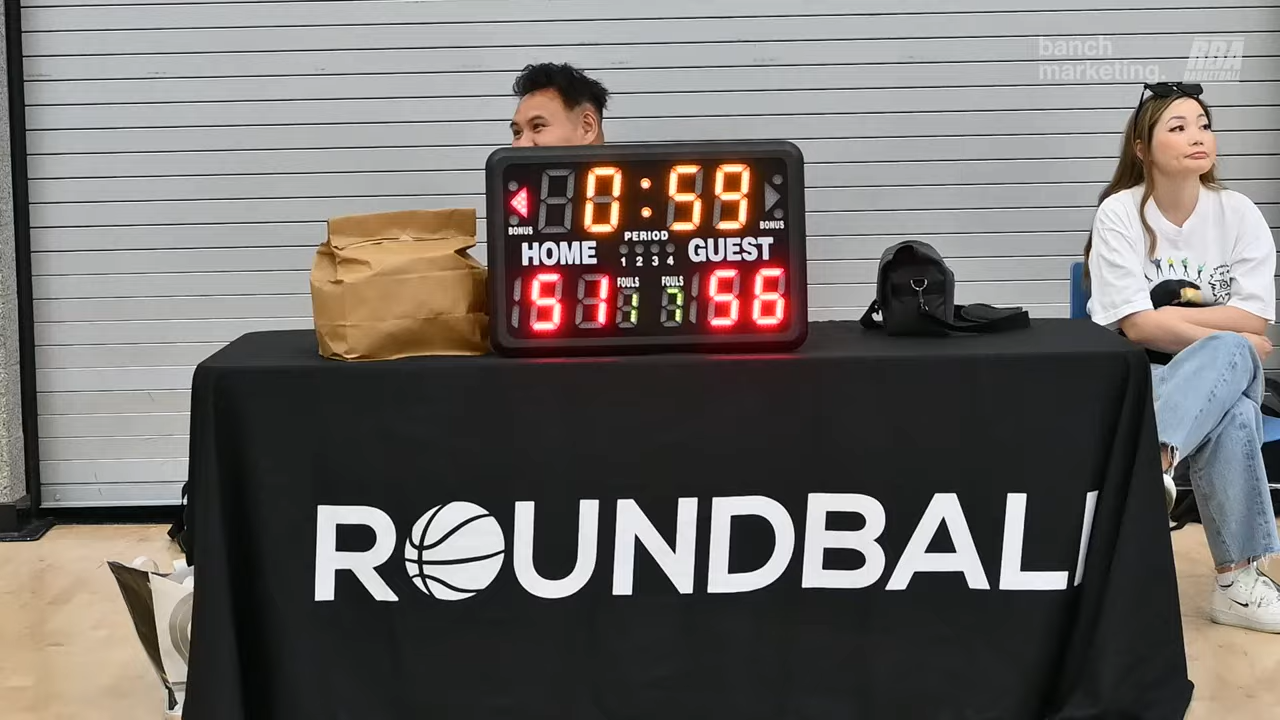 banch
marketing.
RBA
BASKETBALL
0:59
BONUS
BONUS
PERIOD
HOME
GUEST
1 2 3 4
FOULS
FOULS
51
1
7
56
ROUNDBALL